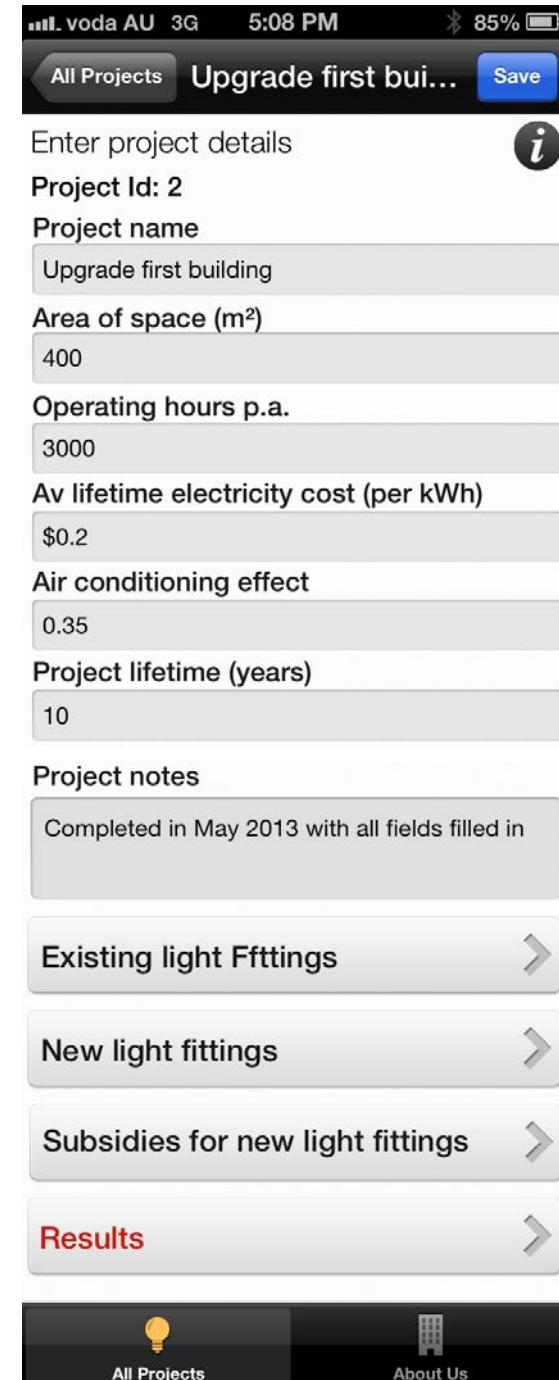 voda AU 3G 5:08 PM 85%
All Projects Upgrade first bui... Save
Enter project details i
Project Id: 2
Project name
Upgrade first building
Area of space (m²)
400
Operating hours p.a.
3000
Av lifetime electricity cost (per kWh)
$0.2
Air conditioning effect
0.35
Project lifetime (years)
10
Project notes
Completed in May 2013 with all fields filled in
Existing light Ffttings
New light fittings
Subsidies for new light fittings
Results
All Projects About Us